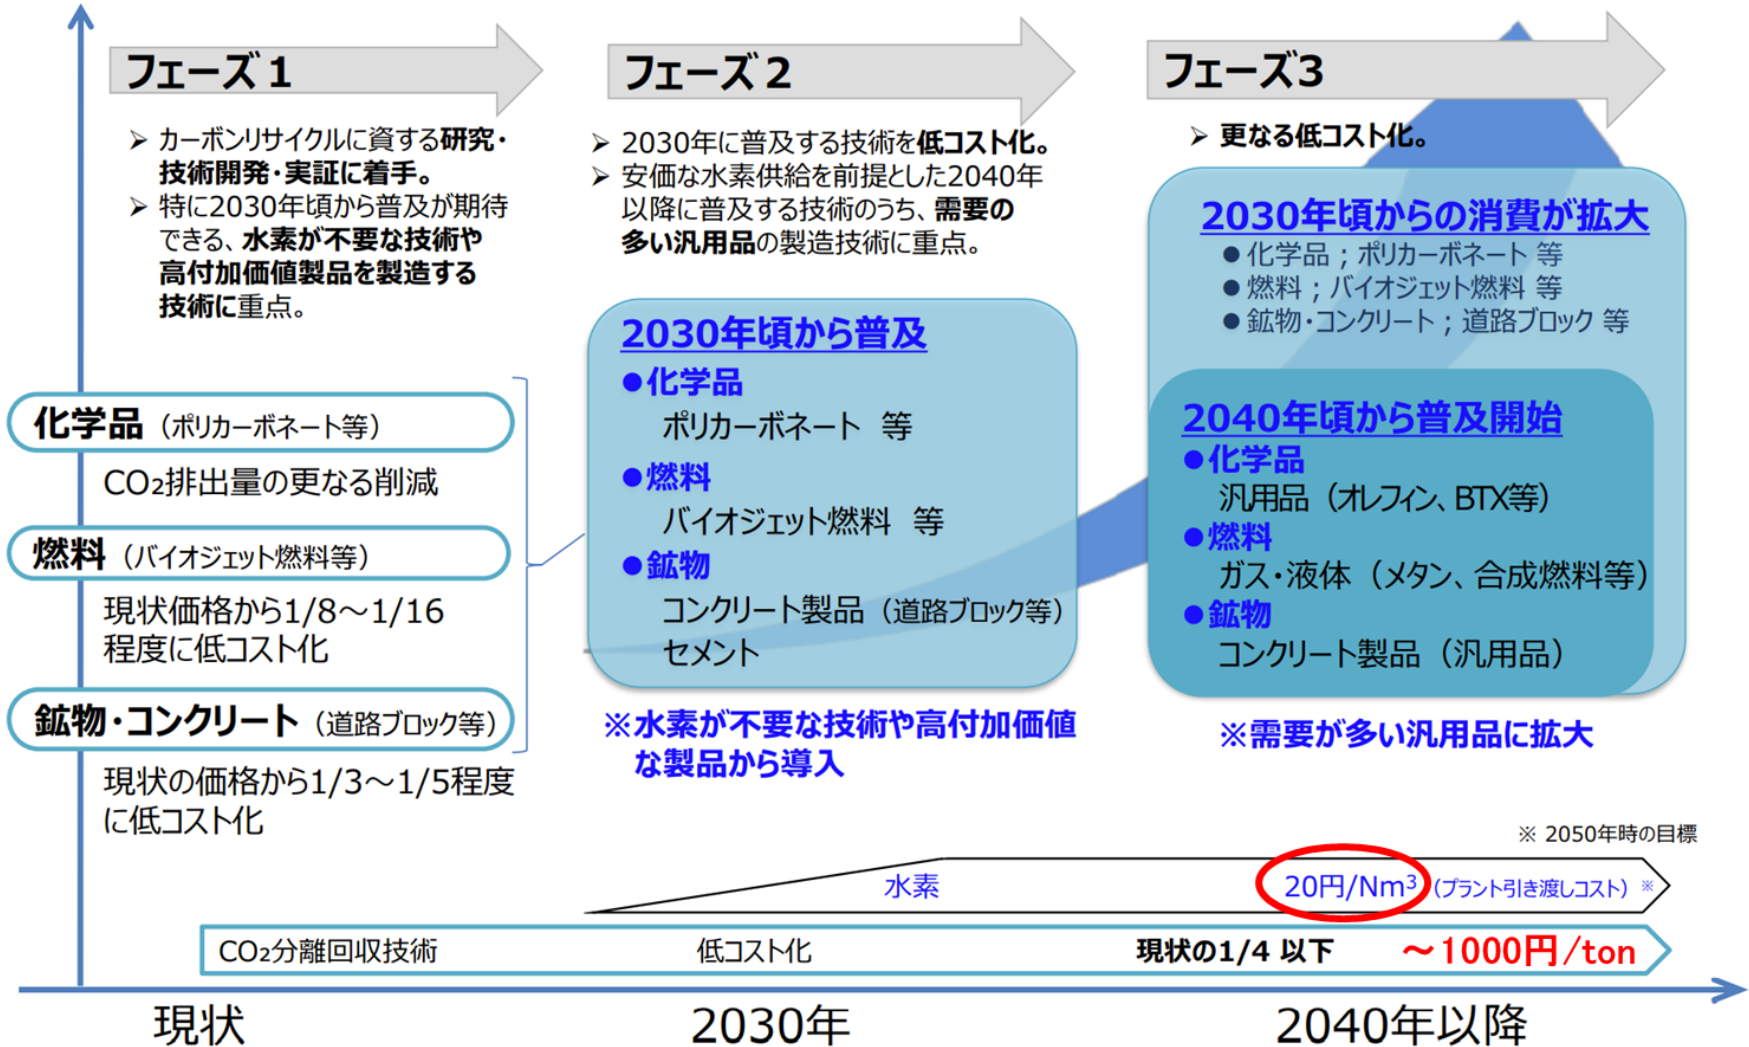 フェーズ１
➢ カーボンリサイクルに資する研究・
技術開発・実証に着手。
➢ 特に2030年頃から普及が期待
できる、水素が不要な技術や
高付加価値製品を製造する
技術に重点。
化学品（ポリカーボネート等）
CO₂排出量の更なる削減
燃料（バイオジェット燃料等）
現状価格から1/8～1/16
程度に低コスト化
鉱物・コンクリート（道路ブロック等）
現状の価格から1/3～1/5程度
に低コスト化
フェーズ２
➢ 2030年に普及する技術を低コスト化。
➢ 安価な水素供給を前提とした2040年
以降に普及する技術のうち、需要の
多い汎用品の製造技術に重点。
2030年頃から普及
●化学品
ポリカーボネート 等
●燃料
バイオジェット燃料 等
●鉱物
コンクリート製品（道路ブロック等）
セメント
※水素が不要な技術や高付加価値
な製品から導入
フェーズ3
➢ 更なる低コスト化。
2030年頃からの消費が拡大
●化学品；ポリカーボネート 等
●燃料；バイオジェット燃料 等
●鉱物・コンクリート；道路ブロック 等
2040年頃から普及開始
●化学品
汎用品（オレフィン、BTX等）
●燃料
ガス・液体（メタン、合成燃料等）
●鉱物
コンクリート製品（汎用品）
※需要が多い汎用品に拡大
※ 2050年時の目標
水素 20円/Nm³（プラント引き渡しコスト）※
CO₂分離回収技術 低コスト化 現状の1/4 以下 ～1000円/ton
現状 2030年 2040年以降